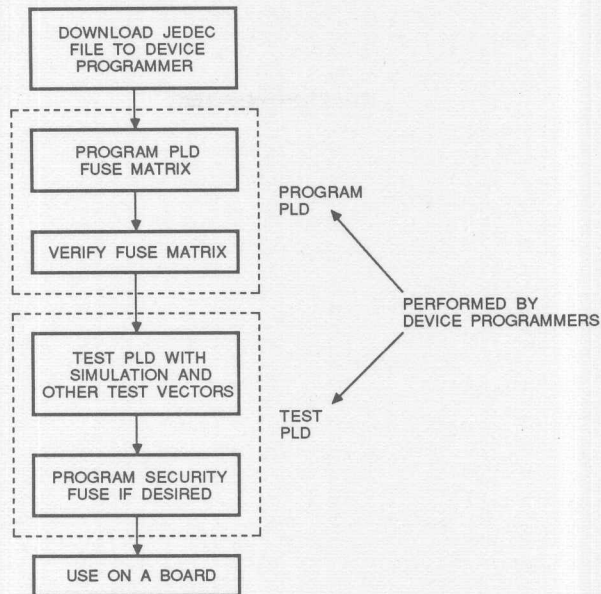 DOWNLOAD JEDEC
FILE TO DEVICE
PROGRAMMER
PROGRAM PLD
FUSE MATRIX
VERIFY FUSE MATRIX
PROGRAM
PLD
PERFORMED BY
DEVICE PROGRAMMERS
TEST PLD WITH
SIMULATION AND
OTHER TEST VECTORS
TEST
PLD
PROGRAM SECURITY
FUSE IF DESIRED
USE ON A BOARD